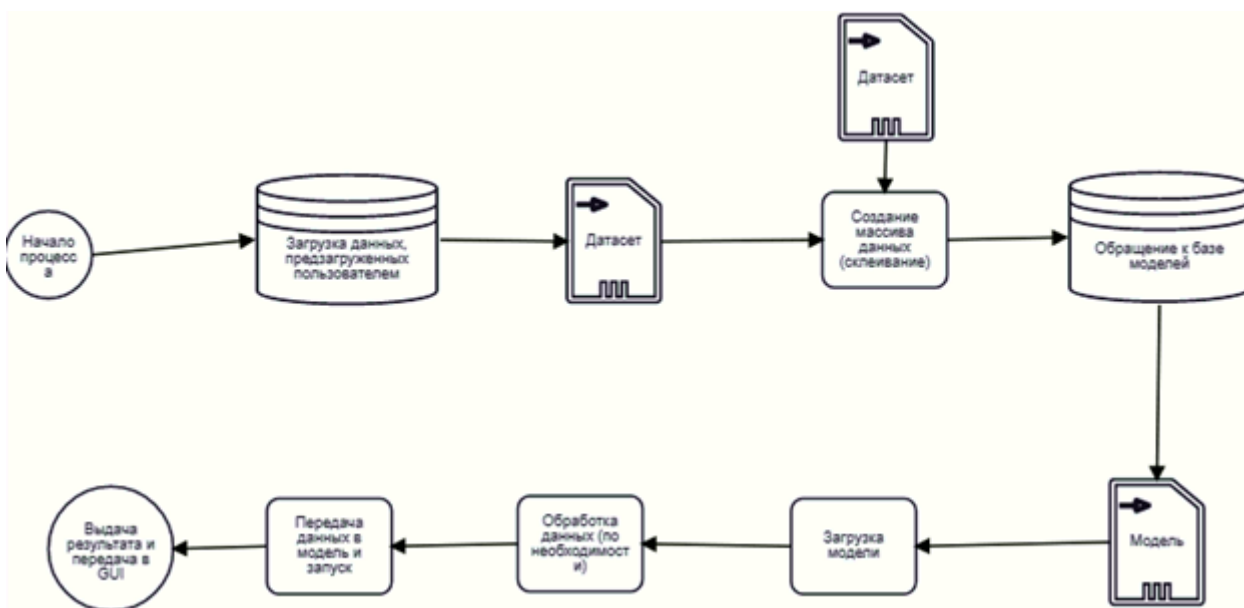 Датасет
Начало
процесс
а
Загрузка данных,
предзагруженных
пользователем
Датасет
Создание
массива
данных
(склеивание)
Обращение к базе
моделей
Выдача
результата и
передача в
GUI
Передача
данных в
модель и
запуск
Обработка
данных (по
необходимост
и)
Загрузка
модели
Модель